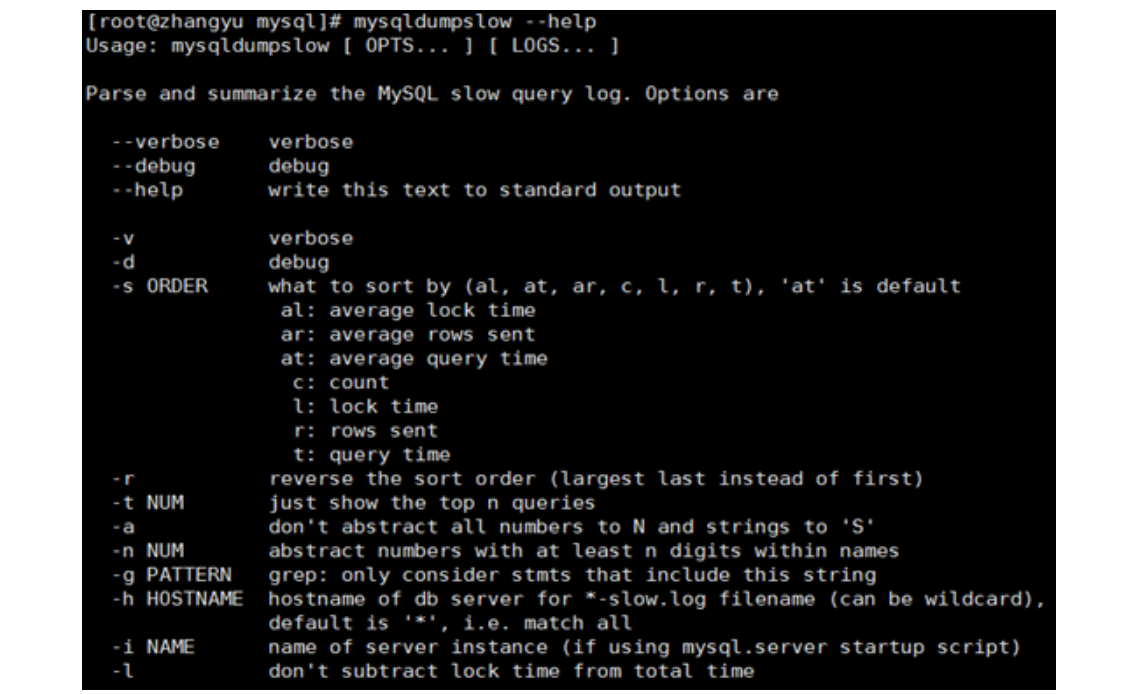 [root@zhangyu mysql]# mysqldumpslow --help
Usage: mysqldumpslow [ OPTS... ] [ LOGS... ]
Parse and summarize the MySQL slow query log. Options are
--verbose    verbose
--debug      debug
--help       write this text to standard output
-v           verbose
-d           debug
-s ORDER     what to sort by (al, at, ar, c, l, r, t), 'at' is default
al: average lock time
ar: average rows sent
at: average query time
c: count
l: lock time
r: rows sent
t: query time
-r           reverse the sort order (largest last instead of first)
-t NUM       just show the top n queries
-a           don't abstract all numbers to N and strings to 'S'
-n NUM       abstract numbers with at least n digits within names
-g PATTERN   grep: only consider stmts that include this string
-h HOSTNAME  hostname of db server for *-slow.log filename (can be wildcard),
default is '*', i.e. match all
-i NAME      name of server instance (if using mysql.server startup script)
-l           don't subtract lock time from total time